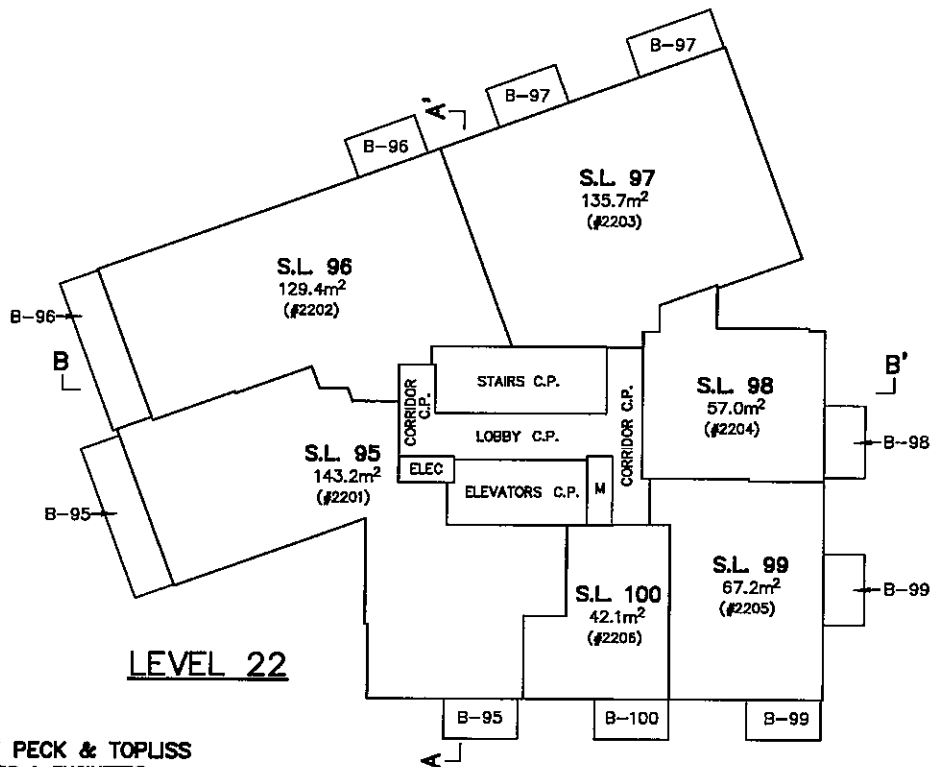 B-97
B-97
A'
B-96
S.L. 97
135.7m²
(#2203)
S.L. 96
129.4m²
(#2202)
B-96
B
B'
STAIRS C.P.
CORRIDOR C.P.
LOBBY C.P.
CORRIDOR C.P.
S.L. 98
57.0m²
(#2204)
B-98
S.L. 95
143.2m²
(#2201)
ELEC
ELEVATORS C.P.
M
B-95
S.L. 99
67.2m²
(#2205)
B-99
S.L. 100
42.1m²
(#2206)
LEVEL 22
B-95
B-100
B-99
A
PECK & TOPLISS